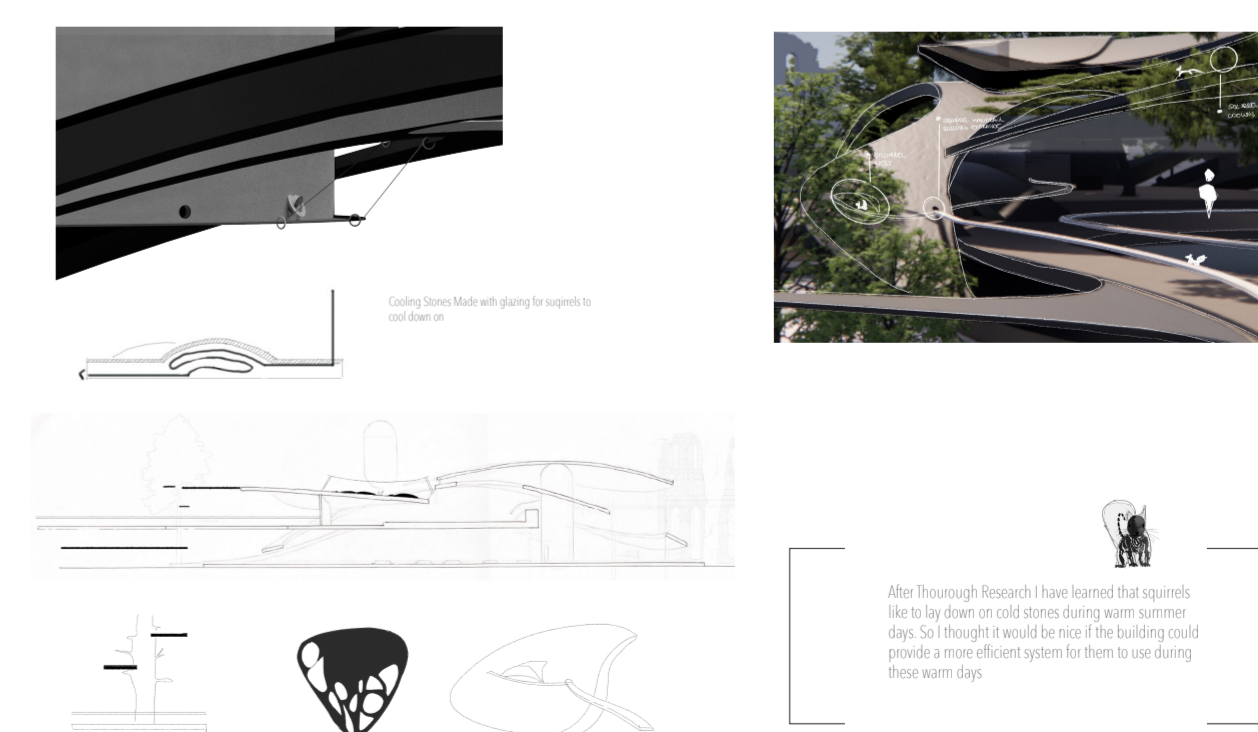 Cooling Stones Made with glazing for suqirrels to
cool down on
After Thourough Research I have learned that squirrels
like to lay down on cold stones during warm summer
days. So I thought it would be nice if the building could
provide a more efficient system for them to use during
these warm days